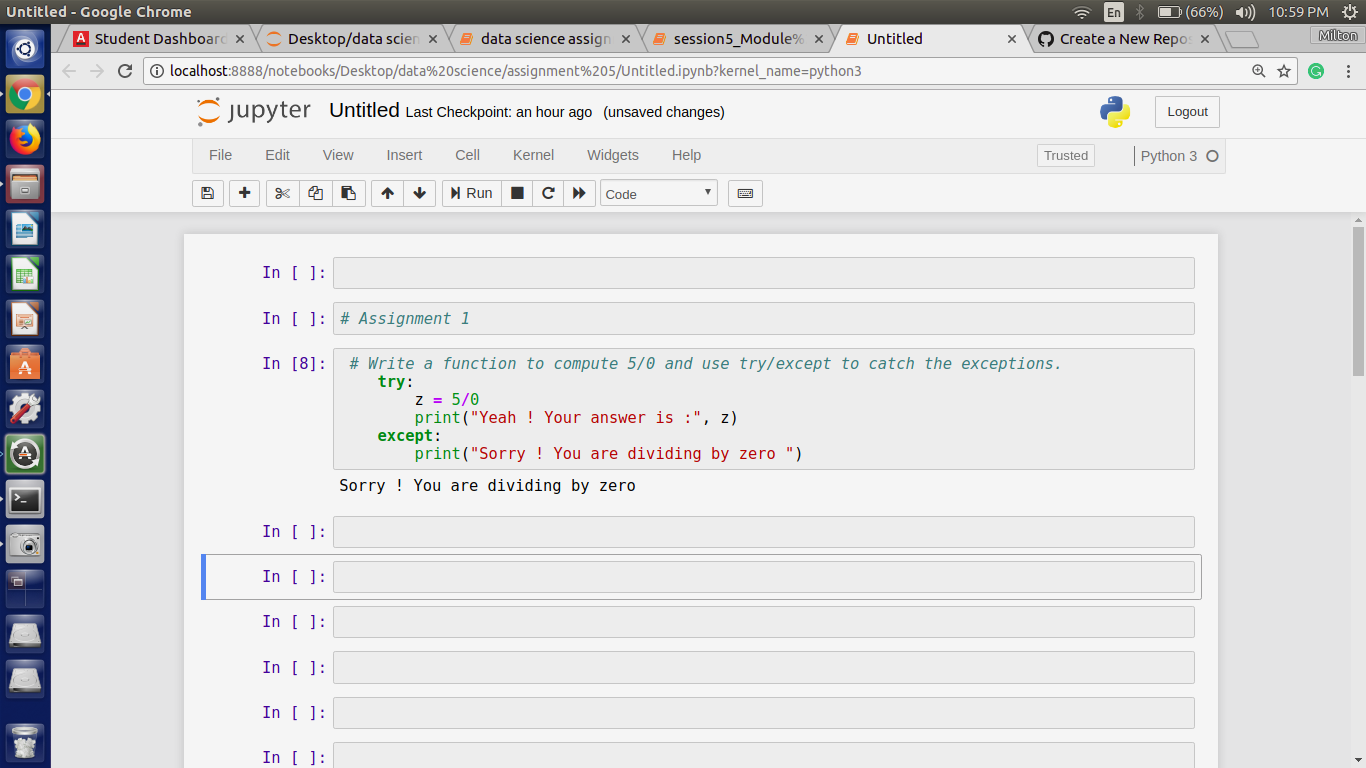 Untitled - Google Chrome
En
(66%)
10:59 PM
Student Dashboard
Desktop/data scien
data science assign
session5_Module%
Untitled
Create a New Repos
Milton
localhost:8888/notebooks/Desktop/data%20science/assignment%205/Untitled.ipynb?kernel_name=python3
jupyter Untitled Last Checkpoint: an hour ago (unsaved changes)
Logout
File Edit View Insert Cell Kernel Widgets Help
Trusted
Python 3
Run
Code
In [ ]:
In [ ]: # Assignment 1
In [8]: # Write a function to compute 5/0 and use try/except to catch the exceptions.
try:
z = 5/0
print("Yeah ! Your answer is :", z)
except:
print("Sorry ! You are dividing by zero ")
Sorry ! You are dividing by zero
In [ ]:
In [ ]:
In [ ]:
In [ ]:
In [ ]:
In [ ]: